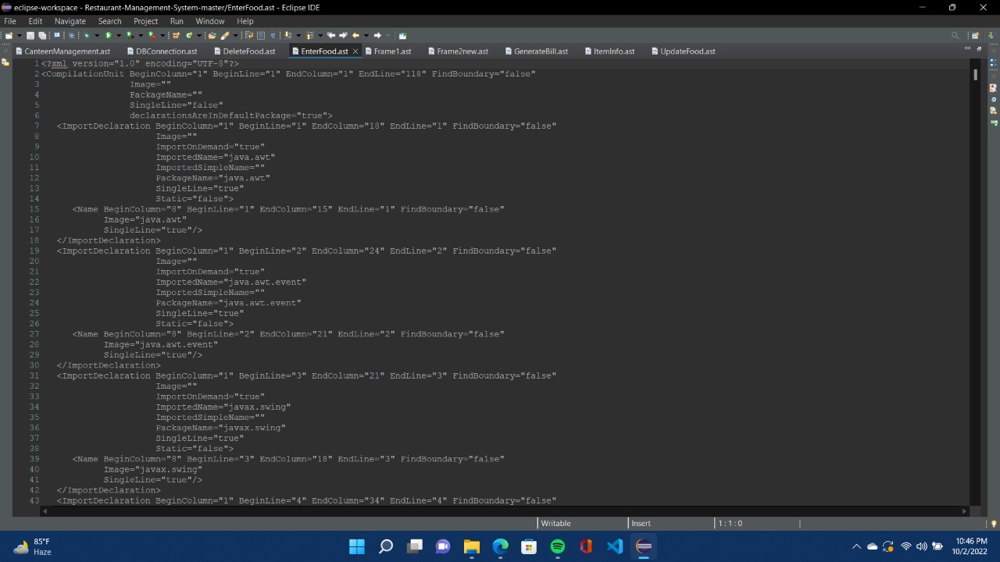 eclipse-workspace - Restaurant-Management-System-master/EnterFood.ast - Eclipse IDE
File Edit Navigate Search Project Run Window Help
CanteenManagement.ast DBConnection.ast DeleteFood.ast EnterFood.ast Frame1.ast Frame2new.ast GenerateBill.ast ItemInfo.ast UpdateFood.ast
1 <?xml version="1.0" encoding="UTF-8"?>
2 <CompilationUnit BeginColumn="1" BeginLine="1" EndColumn="1" EndLine="118" FindBoundary="false"
3 Image=""
4 PackageName=""
5 SingleLine="false"
6 declarationsAreInDefaultPackage="true">
7 <ImportDeclaration BeginColumn="1" BeginLine="1" EndColumn="18" EndLine="1" FindBoundary="false"
8 Image=""
9 ImportOnDemand="true"
10 ImportedName="java.awt"
11 ImportedSimpleName=""
12 PackageName="java.awt"
13 SingleLine="true"
14 Static="false">
15 <Name BeginColumn="8" BeginLine="1" EndColumn="15" EndLine="1" FindBoundary="false"
16 Image="java.awt"
17 SingleLine="true"/>
18 </ImportDeclaration>
19 <ImportDeclaration BeginColumn="1" BeginLine="2" EndColumn="24" EndLine="2" FindBoundary="false"
20 Image=""
21 ImportOnDemand="true"
22 ImportedName="java.awt.event"
23 ImportedSimpleName=""
24 PackageName="java.awt.event"
25 SingleLine="true"
26 Static="false">
27 <Name BeginColumn="8" BeginLine="2" EndColumn="21" EndLine="2" FindBoundary="false"
28 Image="java.awt.event"
29 SingleLine="true"/>
30 </ImportDeclaration>
31 <ImportDeclaration BeginColumn="1" BeginLine="3" EndColumn="21" EndLine="3" FindBoundary="false"
32 Image=""
33 ImportOnDemand="true"
34 ImportedName="javax.swing"
35 ImportedSimpleName=""
36 PackageName="javax.swing"
37 SingleLine="true"
38 Static="false">
39 <Name BeginColumn="8" BeginLine="3" EndColumn="18" EndLine="3" FindBoundary="false"
40 Image="javax.swing"
41 SingleLine="true"/>
42 </ImportDeclaration>
43 <ImportDeclaration BeginColumn="1" BeginLine="4" EndColumn="34" EndLine="4" FindBoundary="false"
Writable Insert 1 : 1 : 0
85°F
Haze
10:46 PM
10/2/2022